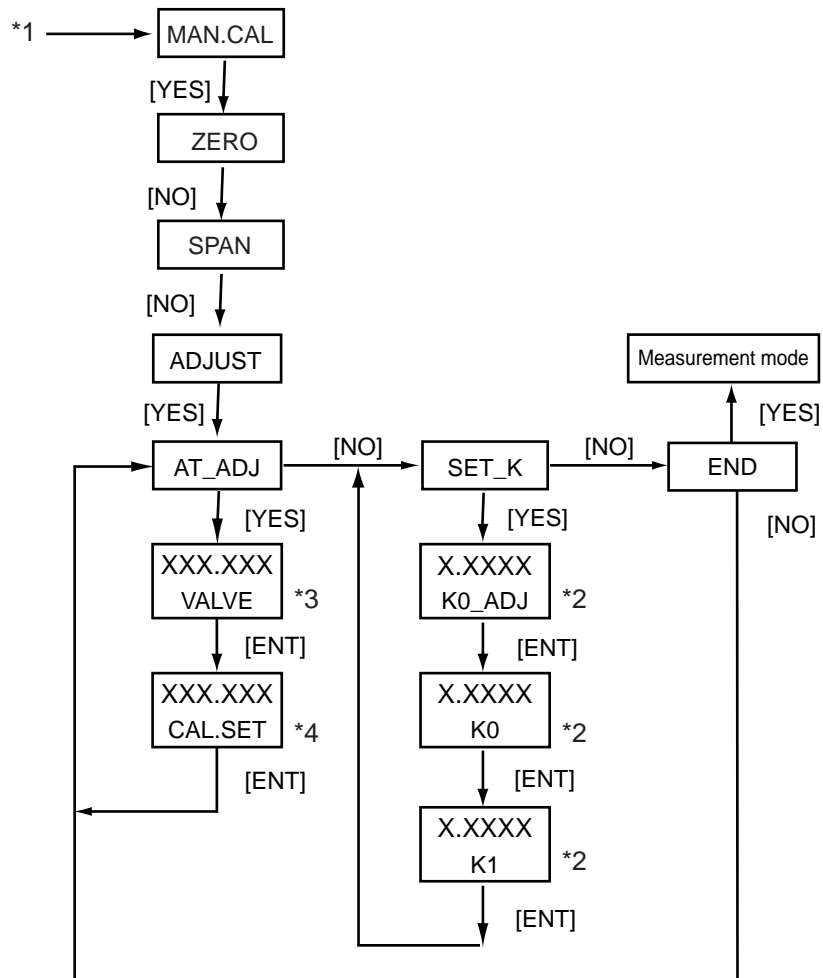 *1
MAN.CAL
[YES]
ZERO
[NO]
SPAN
[NO]
ADJUST
Measurement mode
[YES]
[YES]
AT_ADJ
[NO]
SET_K
[NO]
END
[YES]
[YES]
[NO]
XXX.XXX
VALVE
*3
X.XXXX
K0_ADJ
*2
[ENT]
[ENT]
XXX.XXX
CAL.SET
*4
X.XXXX
K0
*2
[ENT]
[ENT]
X.XXXX
K1
*2
[ENT]